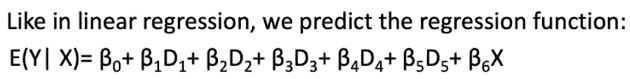 Like in linear regression, we predict the regression function:
E(Y| X)= β₀+ β₁D₁+ β₂D₂+ β₃D₃+ β₄D₄+ β₅D₅+ β₆X